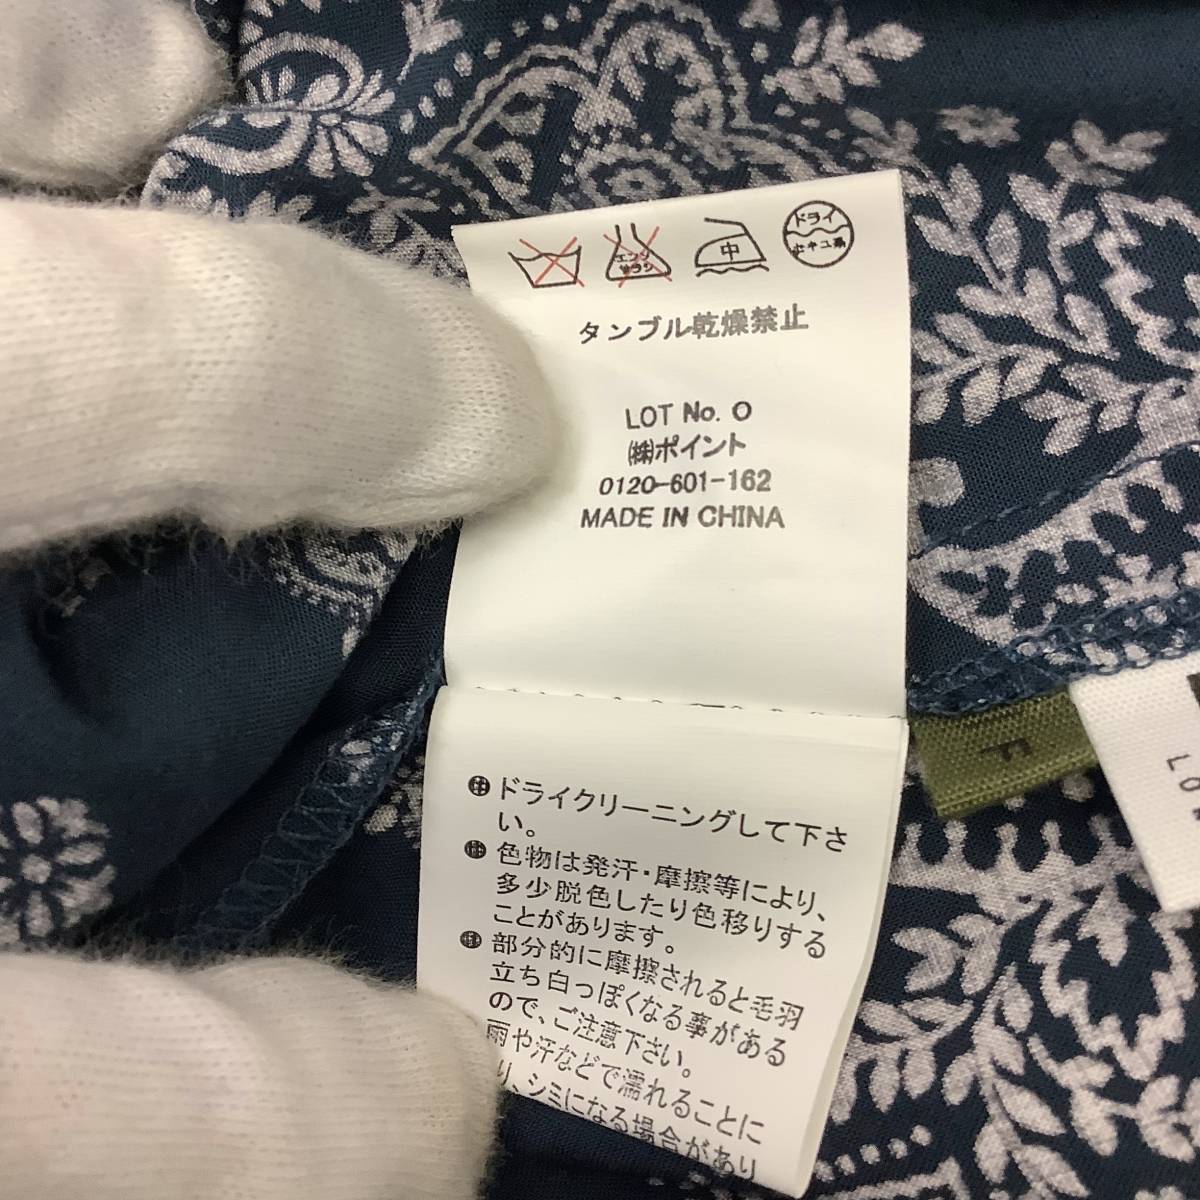 エンソ
サラシ
中
ドライ
セキユ系
タンブル乾燥禁止
LOT No. O
㈱ポイント
0120-601-162
MADE IN CHINA
F
LO
ドライクリーニングして下さ
い。
色物は発汗・摩擦等により、
多少脱色したり色移りする
ことがあります。
部分的に摩擦されると毛羽
立ち白っぽくなる事がある
ので、ご注意下さい。
雨や汗などで濡れることに
り、シミになる場合があり